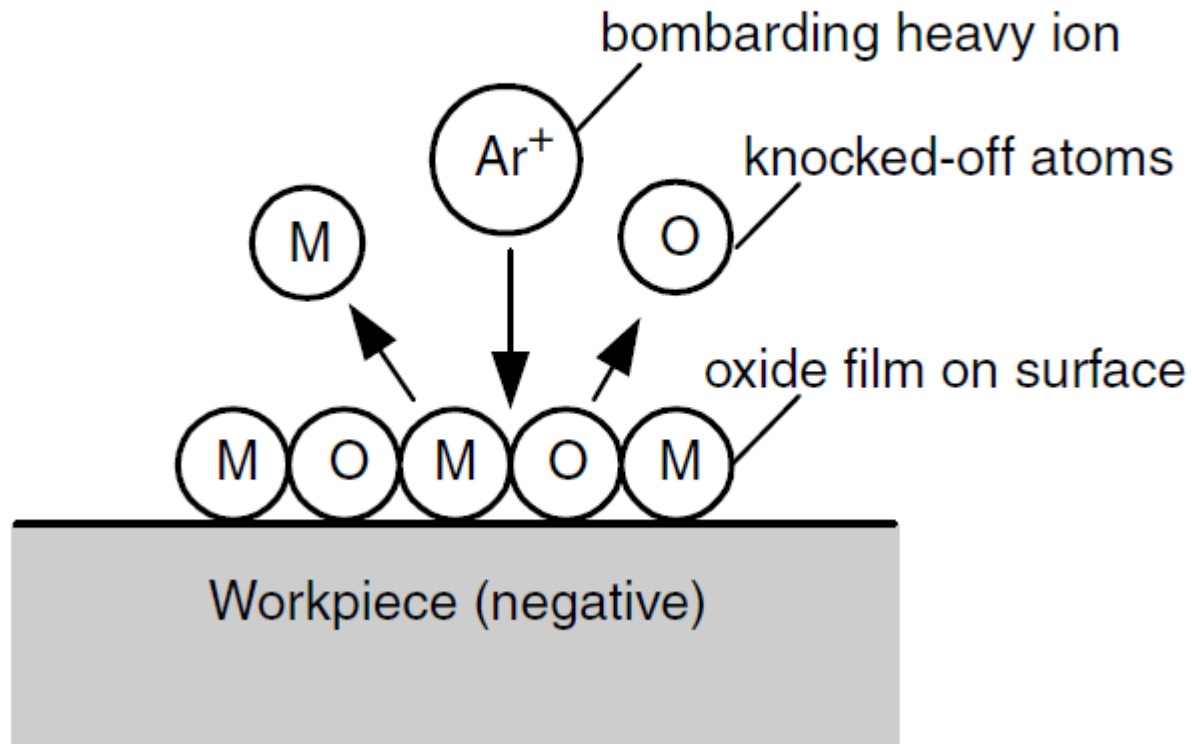 bombarding heavy ion
Ar+
knocked-off atoms
M
O
oxide film on surface
M O M O M
Workpiece (negative)